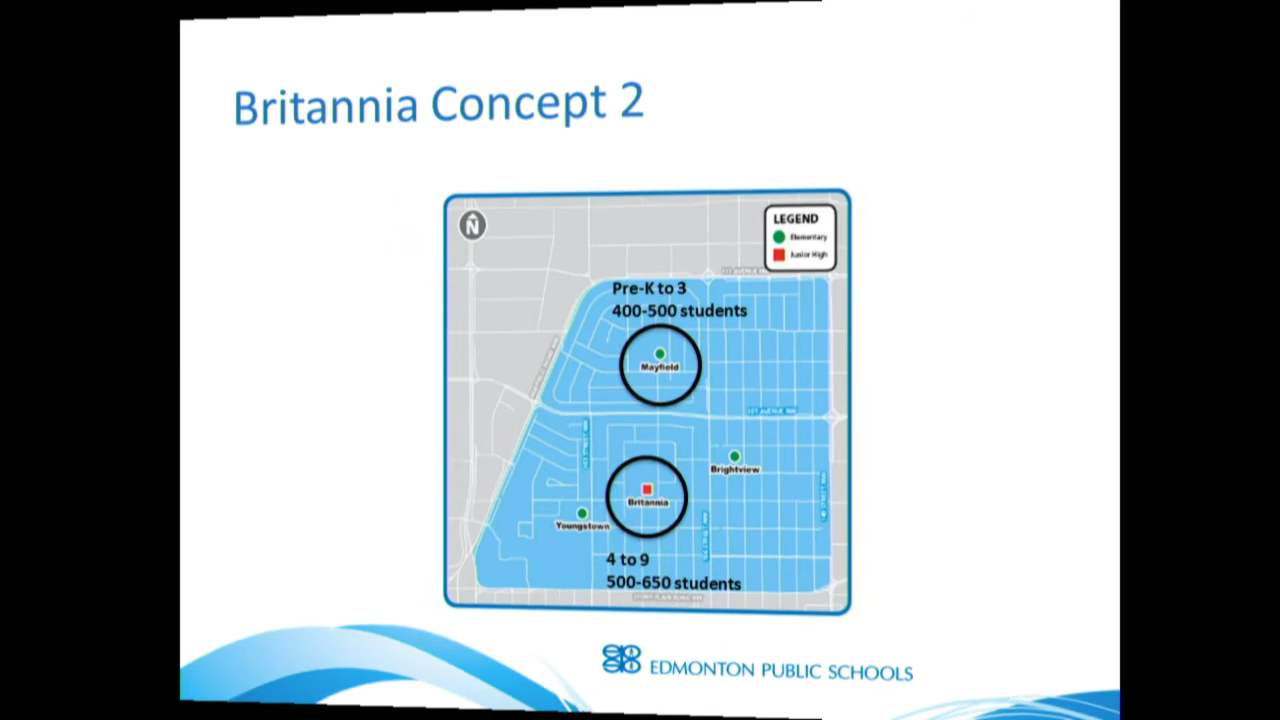 Britannia Concept 2
N
LEGEND
Elementary
Junior High
Pre-K to 3
400-500 students
Mayfield
Brightview
Britannia
Youngstown
4 to 9
500-650 students
EDMONTON PUBLIC SCHOOLS